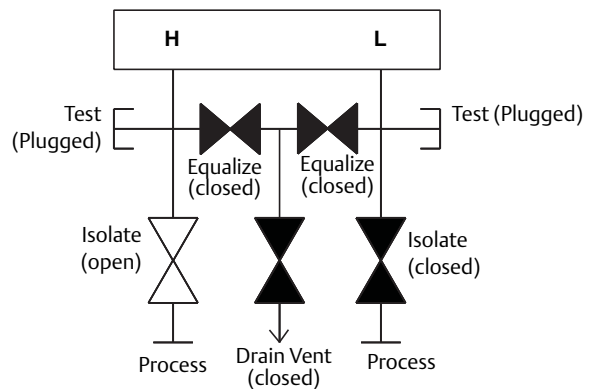 H
L
Test
(Plugged)
Test (Plugged)
Equalize
(closed)
Equalize
(closed)
Isolate
(open)
Isolate
(closed)
Process
Drain Vent
(closed)
Process